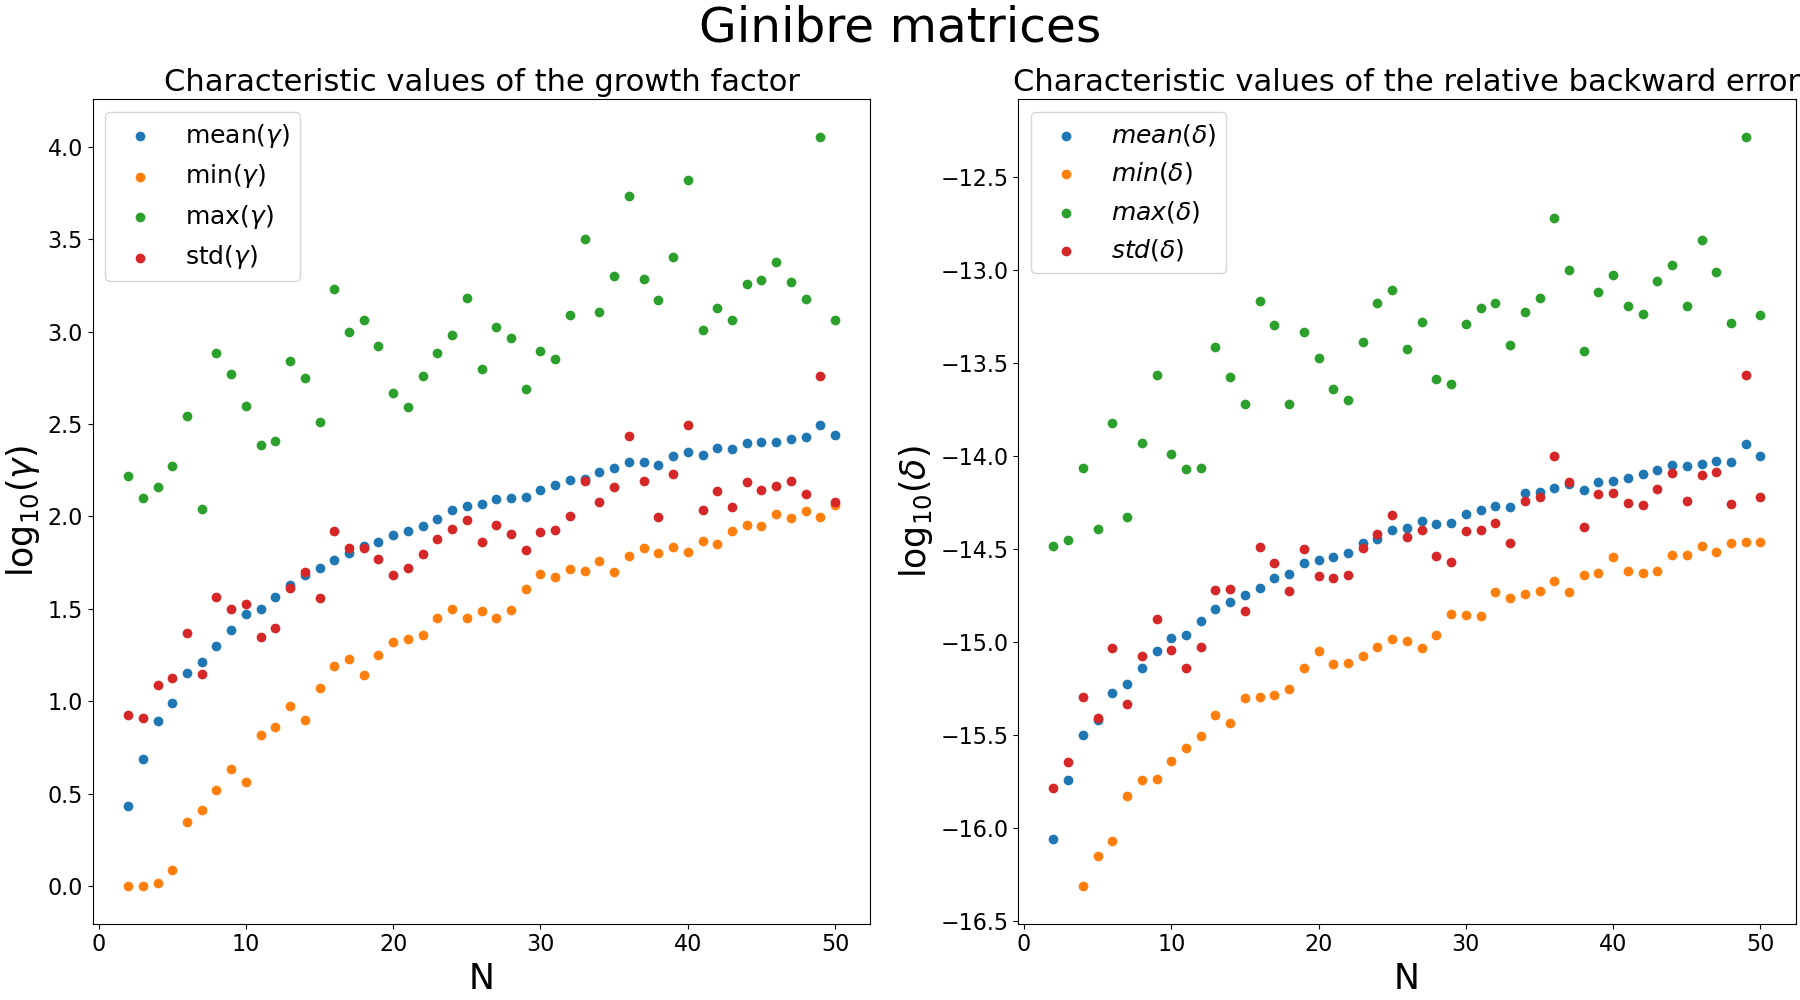 Ginibre matrices
Characteristic values of the growth factor
mean(γ)
min(γ)
max(γ)
std(γ)
4.0
3.5
3.0
2.5
2.0
1.5
1.0
0.5
0.0
log₁₀(γ)
0 10 20 30 40 50
N
Characteristic values of the relative backward error
mean(δ)
min(δ)
max(δ)
std(δ)
−12.5
−13.0
−13.5
−14.0
−14.5
−15.0
−15.5
−16.0
−16.5
log₁₀(δ)
0 10 20 30 40 50
N